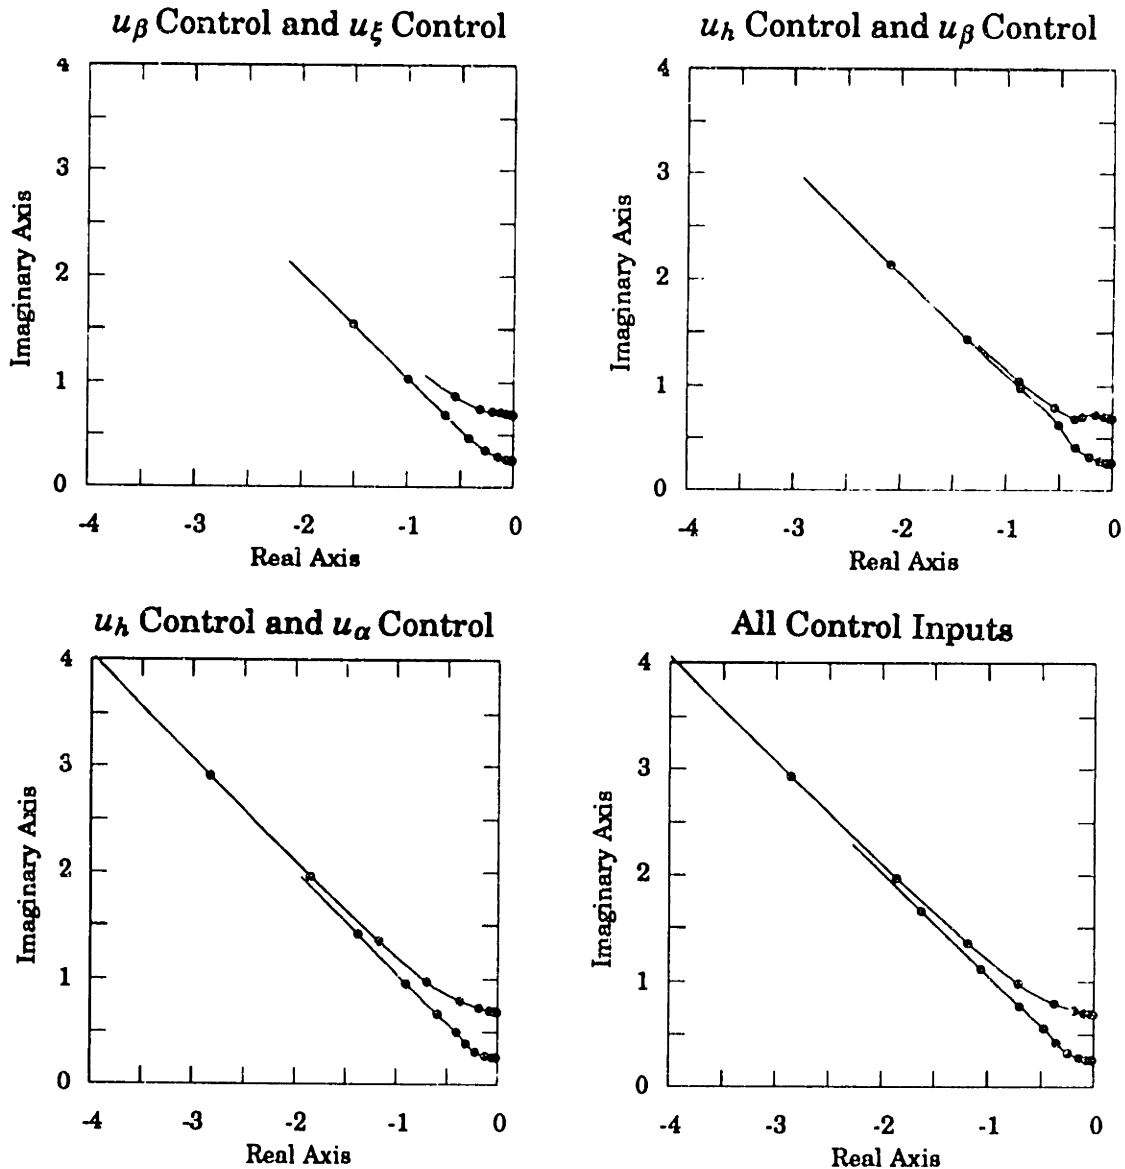 u_β Control and u_ξ Control
4
3
2
1
0
Imaginary Axis
-4 -3 -2 -1 0
Real Axis
u_h Control and u_β Control
4
3
2
1
0
Imaginary Axis
-4 -3 -2 -1 0
Real Axis
u_h Control and u_α Control
4
3
2
1
0
Imaginary Axis
-4 -3 -2 -1 0
Real Axis
All Control Inputs
4
3
2
1
0
Imaginary Axis
-4 -3 -2 -1 0
Real Axis